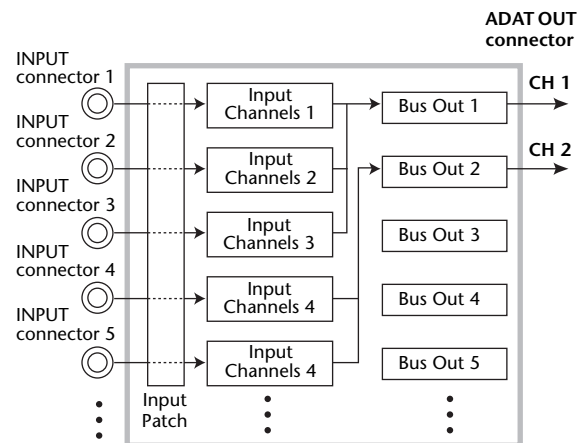 ADAT OUT
connector
INPUT
connector 1
Input
Channels 1
Bus Out 1
CH 1
INPUT
connector 2
Input
Channels 2
Bus Out 2
CH 2
INPUT
connector 3
Input
Channels 3
Bus Out 3
INPUT
connector 4
Input
Channels 4
Bus Out 4
INPUT
connector 5
Input
Channels 4
Bus Out 5
Input
Patch